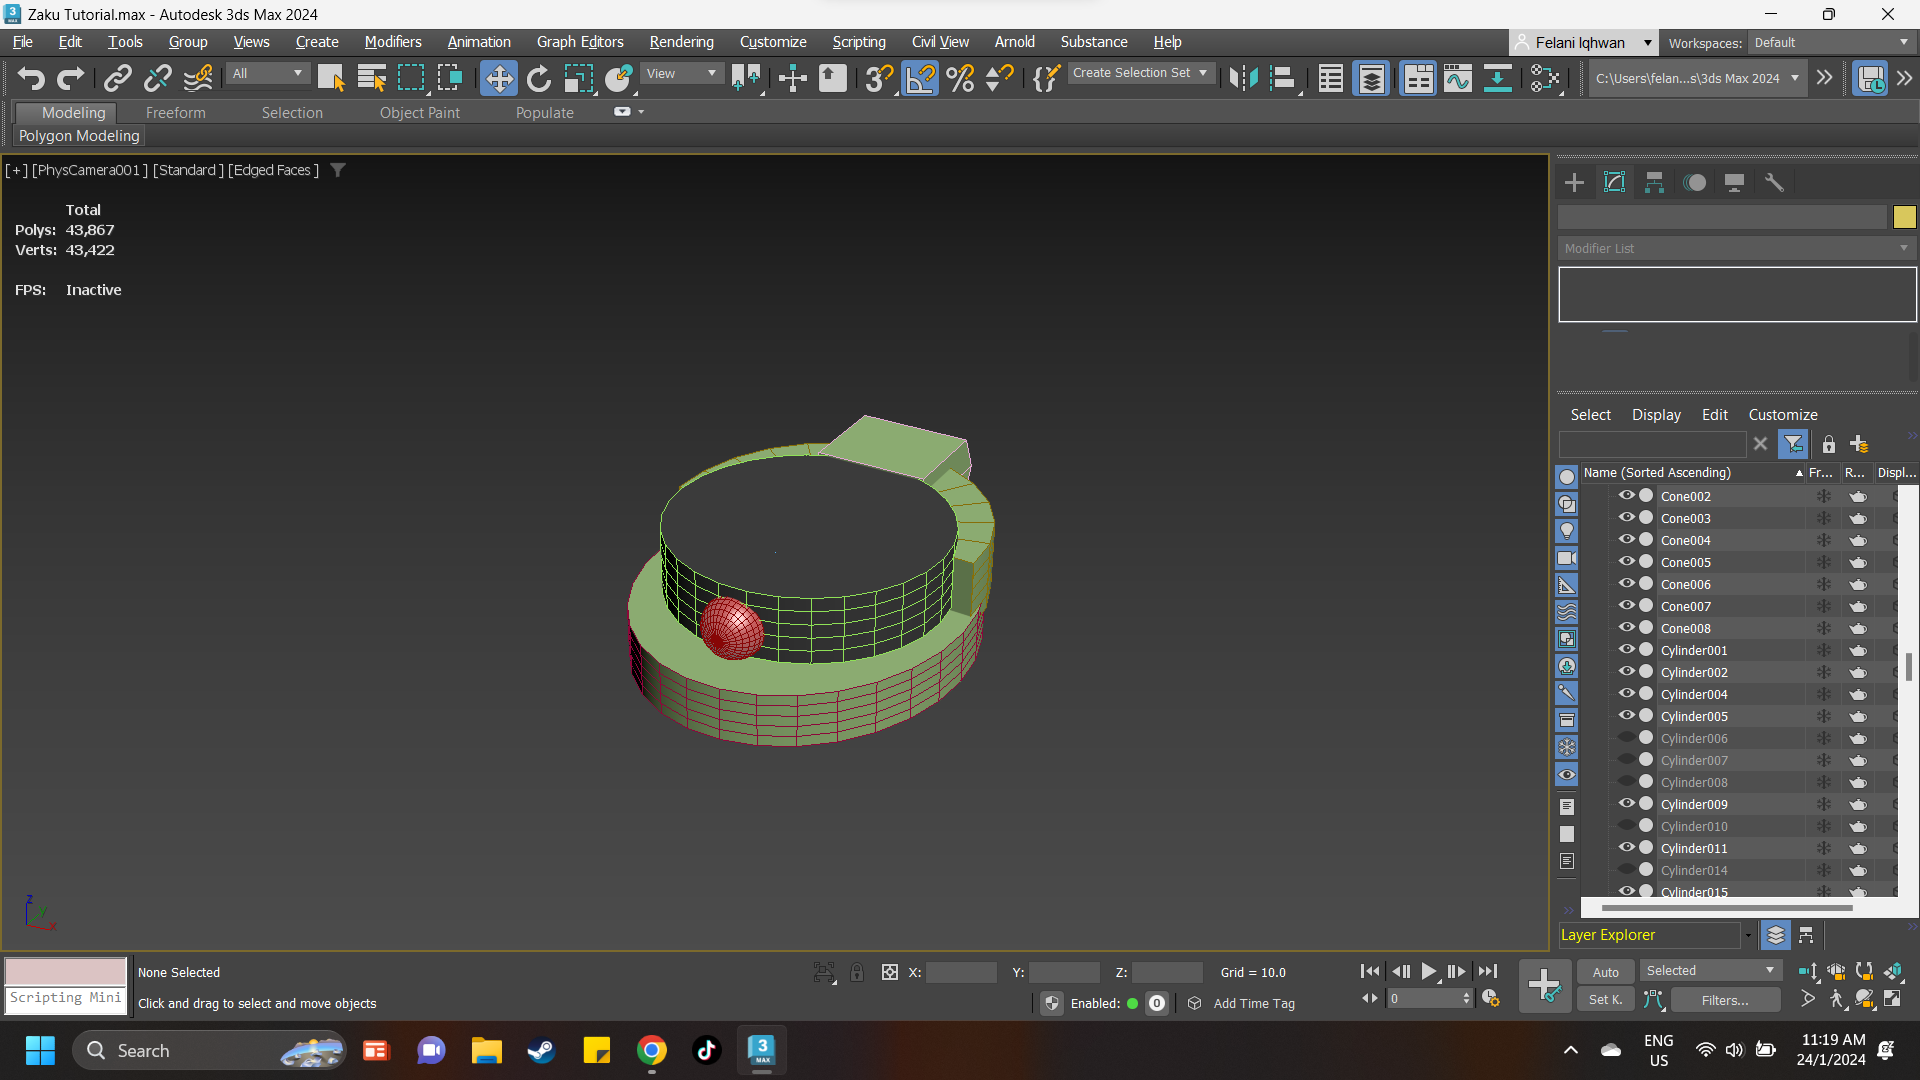 Zaku Tutorial.max - Autodesk 3ds Max 2024
File Edit Tools Group Views Create Modifiers Animation Graph Editors Rendering Customize Scripting Civil View Arnold Substance Help
Felani Iqhwan Workspaces: Default
All View Create Selection Set C:\Users\felan...s\3ds Max 2024
Modeling Freeform Selection Object Paint Populate
Polygon Modeling
[+] [PhysCamera001] [Standard] [Edged Faces]
Total
Polys: 43,867
Verts: 43,422
FPS: Inactive
Modifier List
Select Display Edit Customize
Name (Sorted Ascending) Fr... R... Displ...
Cone002
Cone003
Cone004
Cone005
Cone006
Cone007
Cone008
Cylinder001
Cylinder002
Cylinder004
Cylinder005
Cylinder006
Cylinder007
Cylinder008
Cylinder009
Cylinder010
Cylinder011
Cylinder014
Cylinder015
Layer Explorer
z y x
None Selected X: Y: Z: Grid = 10.0 Auto Selected
Scripting Mini Click and drag to select and move objects Enabled: 0 Add Time Tag 0 Set K. Filters...
Search ENG US 11:19 AM
24/1/2024